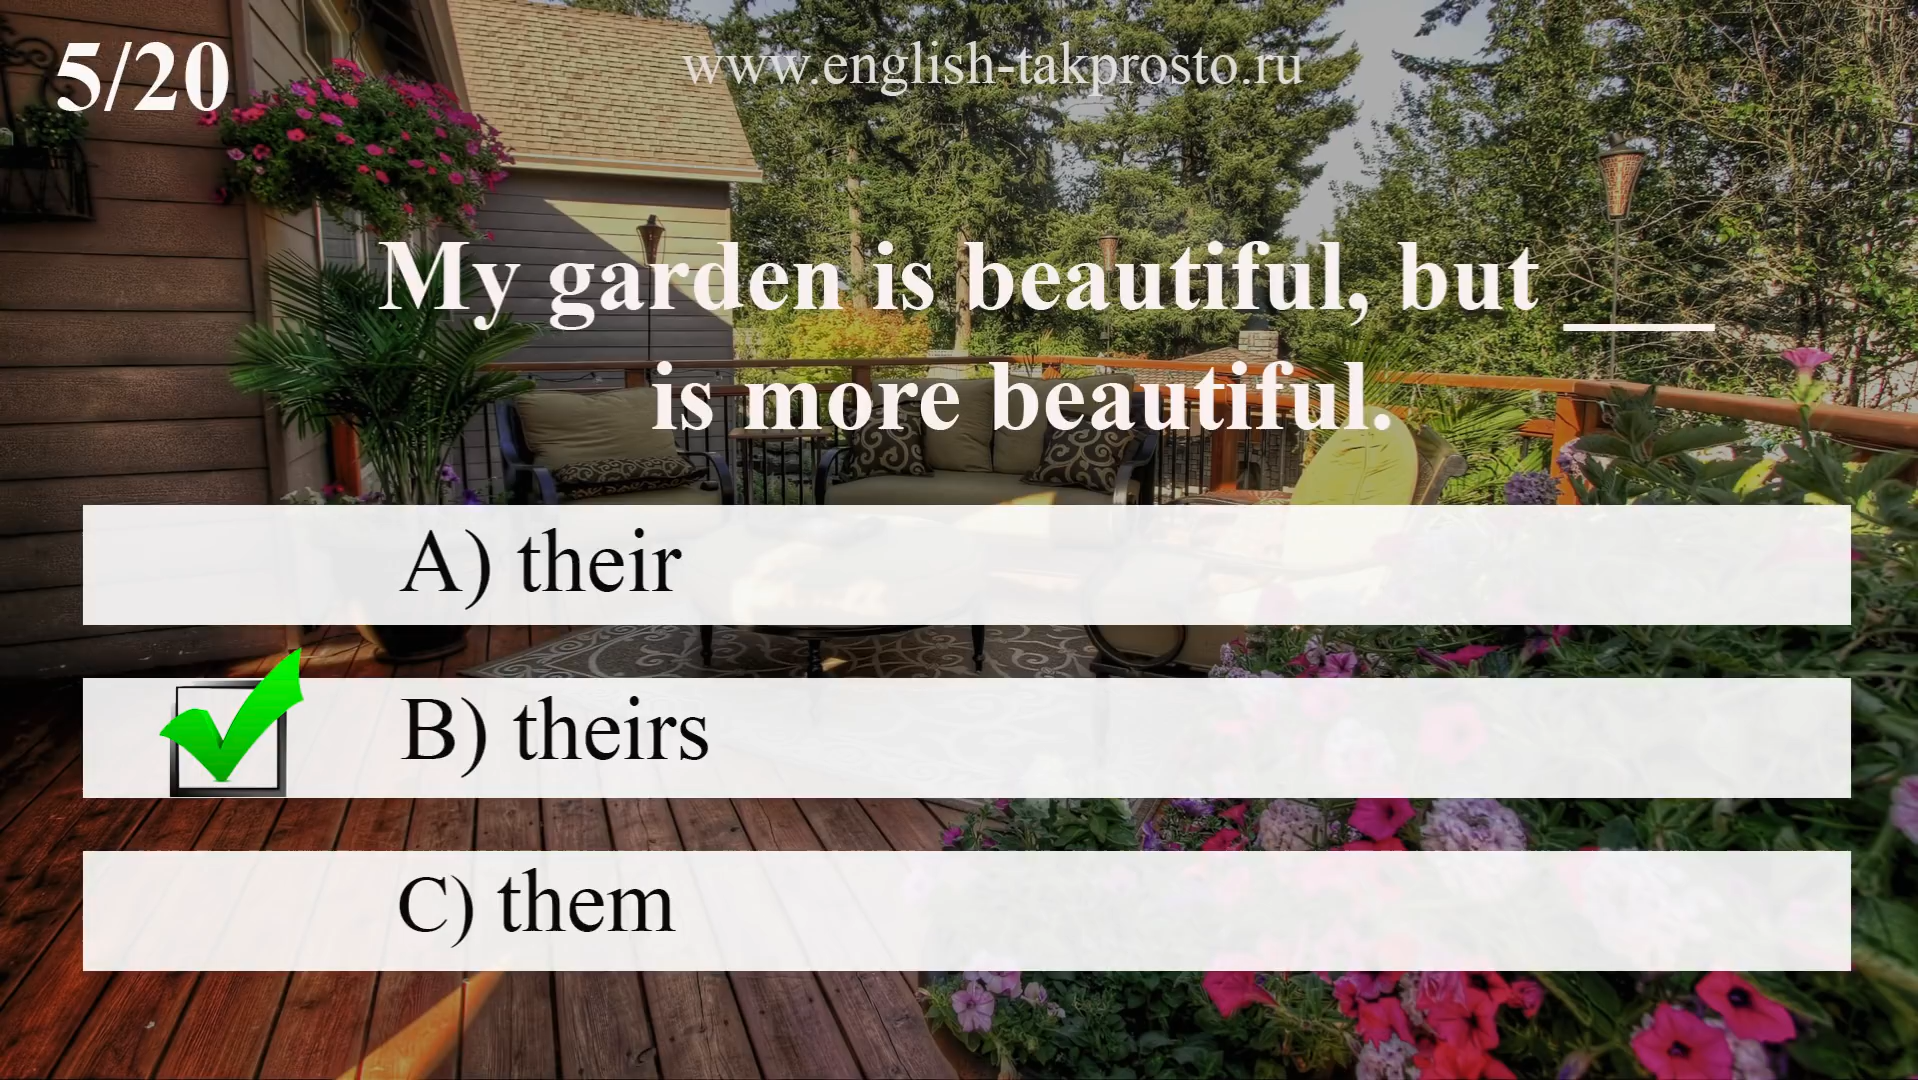 5/20
www.english-takprosto.ru
My garden is beautiful, but ___
is more beautiful.
A) their
B) theirs
C) them